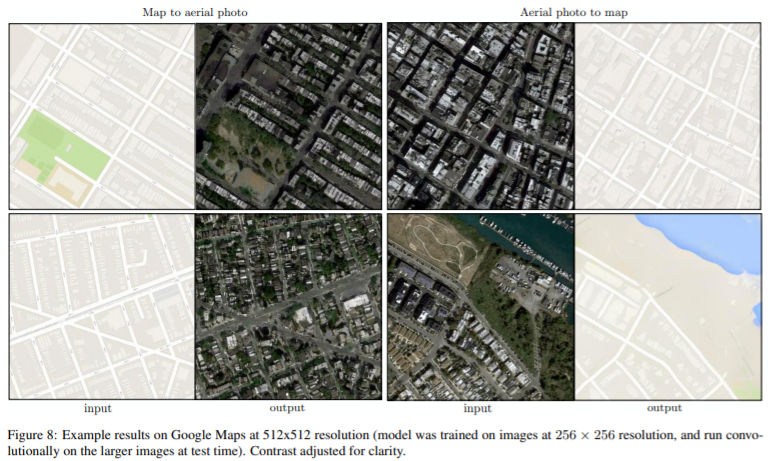 Map to aerial photo
Aerial photo to map
input
output
input
output
Figure 8: Example results on Google Maps at 512x512 resolution (model was trained on images at 256 × 256 resolution, and run convo-
lutionally on the larger images at test time). Contrast adjusted for clarity.